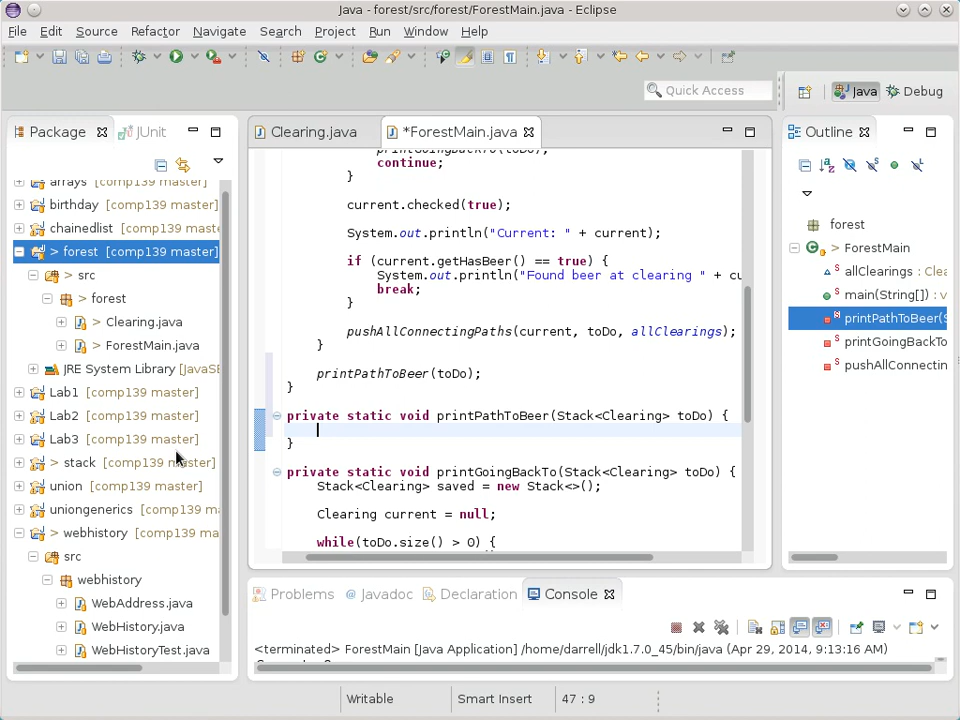 Java - forest/src/forest/ForestMain.java - Eclipse
File Edit Source Refactor Navigate Search Project Run Window Help
Quick Access
Java
Debug
Package
JUnit
arrays [comp139 master]
birthday [comp139 master]
chainedlist [comp139 maste
> forest [comp139 master]
> src
> forest
> Clearing.java
> ForestMain.java
JRE System Library [JavaSE
Lab1 [comp139 master]
Lab2 [comp139 master]
Lab3 [comp139 master]
> stack [comp139 master]
union [comp139 master]
uniongenerics [comp139 m
> webhistory [comp139 ma
src
webhistory
WebAddress.java
WebHistory.java
WebHistoryTest.java
Clearing.java
*ForestMain.java
printGoingBackTo(toDo);
continue;
}
current.checked(true);
System.out.println("Current: " + current);
if (current.getHasBeer() == true) {
System.out.println("Found beer at clearing " + cu
break;
}
pushAllConnectingPaths(current, toDo, allClearings);
}
printPathToBeer(toDo);
}
private static void printPathToBeer(Stack<Clearing> toDo) {
}
private static void printGoingBackTo(Stack<Clearing> toDo) {
Stack<Clearing> saved = new Stack<>();
Clearing current = null;
while(toDo.size() > 0) {
Outline
forest
> ForestMain
allClearings : Clea
main(String[]) : v
printPathToBeer(S
printGoingBackTo
pushAllConnectin
Problems
@ Javadoc
Declaration
Console
<terminated> ForestMain [Java Application] /home/darrell/jdk1.7.0_45/bin/java (Apr 29, 2014, 9:13:16 AM)
Writable
Smart Insert
47 : 9